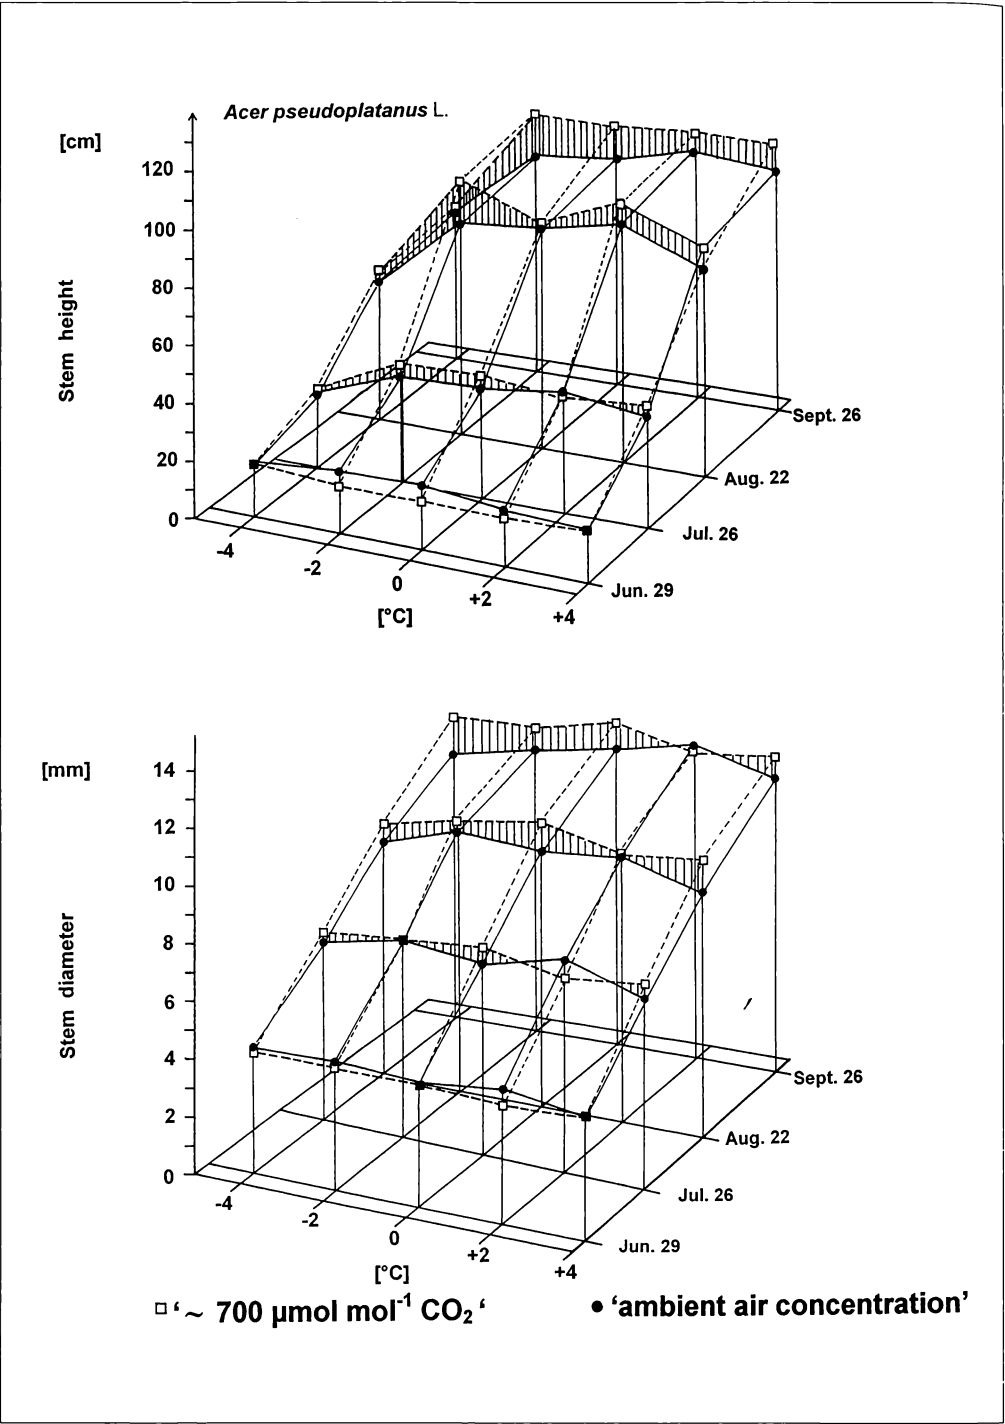 Acer pseudoplatanus L.
[cm]
120
100
80
60
40
20
0
Stem height
-4
-2
0
+2
+4
[°C]
Sept. 26
Aug. 22
Jul. 26
Jun. 29
[mm]
14
12
10
8
6
4
2
0
Stem diameter
-4
-2
0
+2
+4
[°C]
Sept. 26
Aug. 22
Jul. 26
Jun. 29
‘~ 700 µmol mol⁻¹ CO₂‘
‘ambient air concentration’